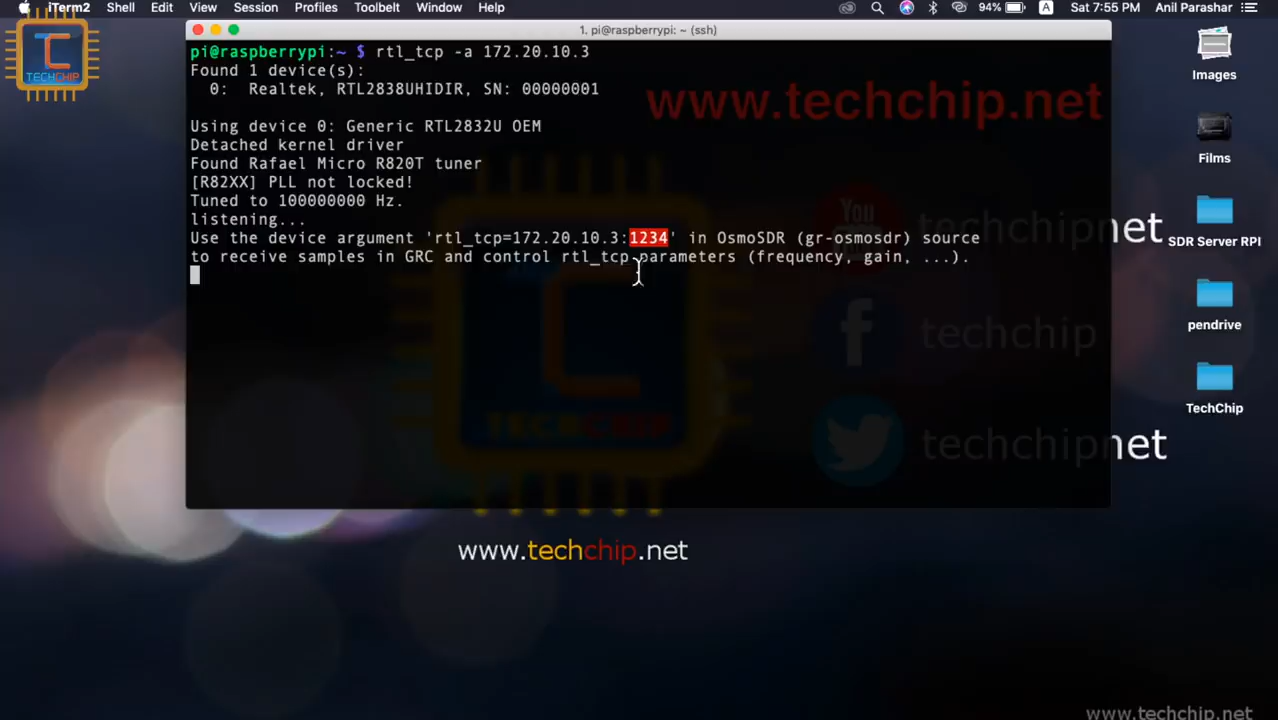 iTerm2 Shell Edit View Session Profiles Toolbelt Window Help 94% A Sat 7:55 PM Anil Parashar
TECHCHIP
1. pi@raspberrypi: ~ (ssh)
pi@raspberrypi:~ $ rtl_tcp -a 172.20.10.3
Found 1 device(s):
0: Realtek, RTL2838UHIDIR, SN: 00000001
Using device 0: Generic RTL2832U OEM
Detached kernel driver
Found Rafael Micro R820T tuner
[R82XX] PLL not locked!
Tuned to 100000000 Hz.
listening...
Use the device argument 'rtl_tcp=172.20.10.3:1234' in OsmoSDR (gr-osmosdr) source
to receive samples in GRC and control rtl_tcp parameters (frequency, gain, ...).
www.techchip.net
You
techchipnet
techchip
techchipnet
TECHCHIP
www.techchip.net
Images
Films
SDR Server RPI
pendrive
TechChip
www.techchip.net